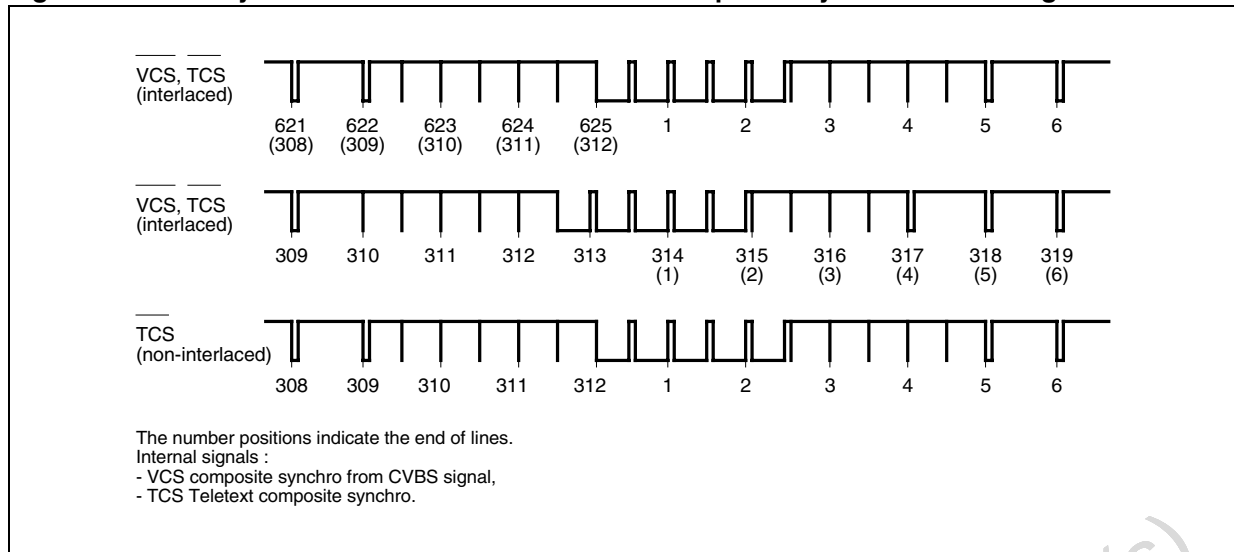 VCS, TCS
(interlaced)
621 622 623 624 625 1 2 3 4 5 6
(308) (309) (310) (311) (312)
VCS, TCS
(interlaced)
309 310 311 312 313 314 315 316 317 318 319
(1) (2) (3) (4) (5) (6)
TCS
(non-interlaced)
308 309 310 311 312 1 2 3 4 5 6
The number positions indicate the end of lines.
Internal signals :
- VCS composite synchro from CVBS signal,
- TCS Teletext composite synchro.